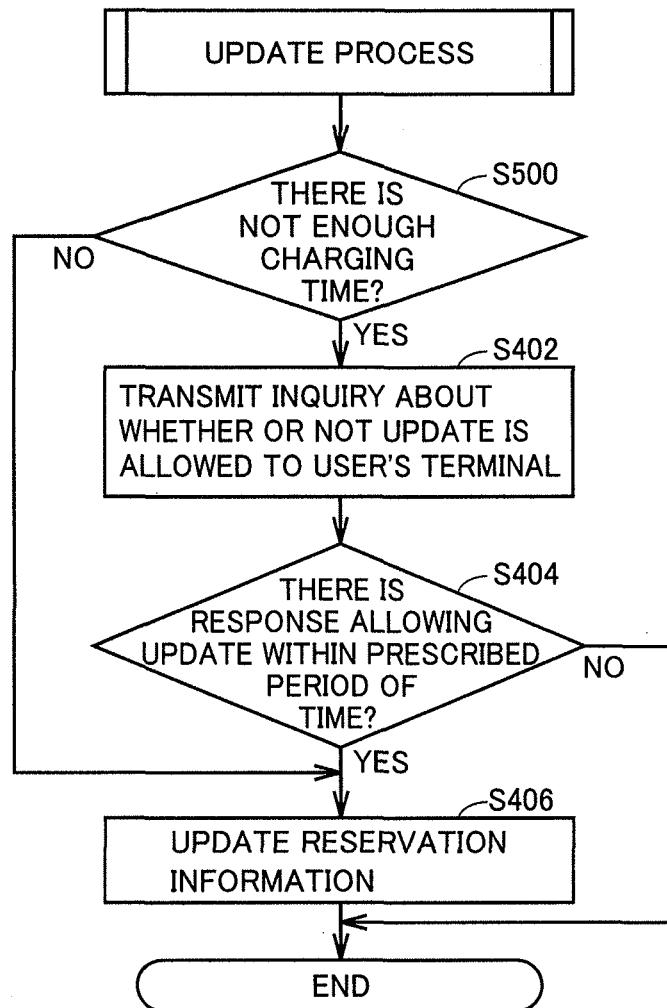 UPDATE PROCESS
S500
THERE IS
NOT ENOUGH
CHARGING
TIME?
NO
YES
S402
TRANSMIT INQUIRY ABOUT
WHETHER OR NOT UPDATE IS
ALLOWED TO USER'S TERMINAL
S404
THERE IS
RESPONSE ALLOWING
UPDATE WITHIN PRESCRIBED
PERIOD OF
TIME?
NO
YES
S406
UPDATE RESERVATION
INFORMATION
END